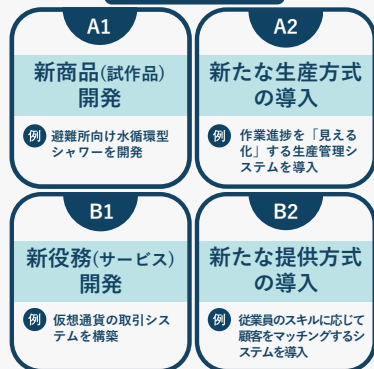 A1
新商品(試作品)
開発
例 避難所向け水循環型
シャワーを開発
A2
新たな生産方式
の導入
例 作業進捗を「見える
化」する生産管理シ
ステムを導入
B1
新役務(サービス)
開発
例 仮想通貨の取引シス
テムを構築
B2
新たな提供方式
の導入
例 従業員のスキルに応じて
顧客をマッチングするシ
ステムを導入